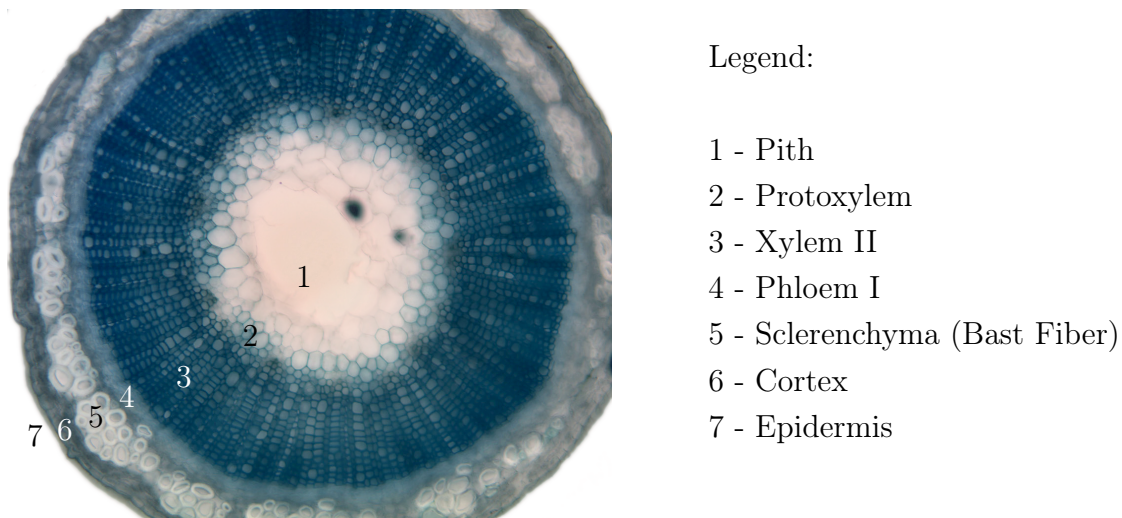 Legend:
1
2
3
4
5
6
7
1 - Pith
2 - Protoxylem
3 - Xylem II
4 - Phloem I
5 - Sclerenchyma (Bast Fiber)
6 - Cortex
7 - Epidermis